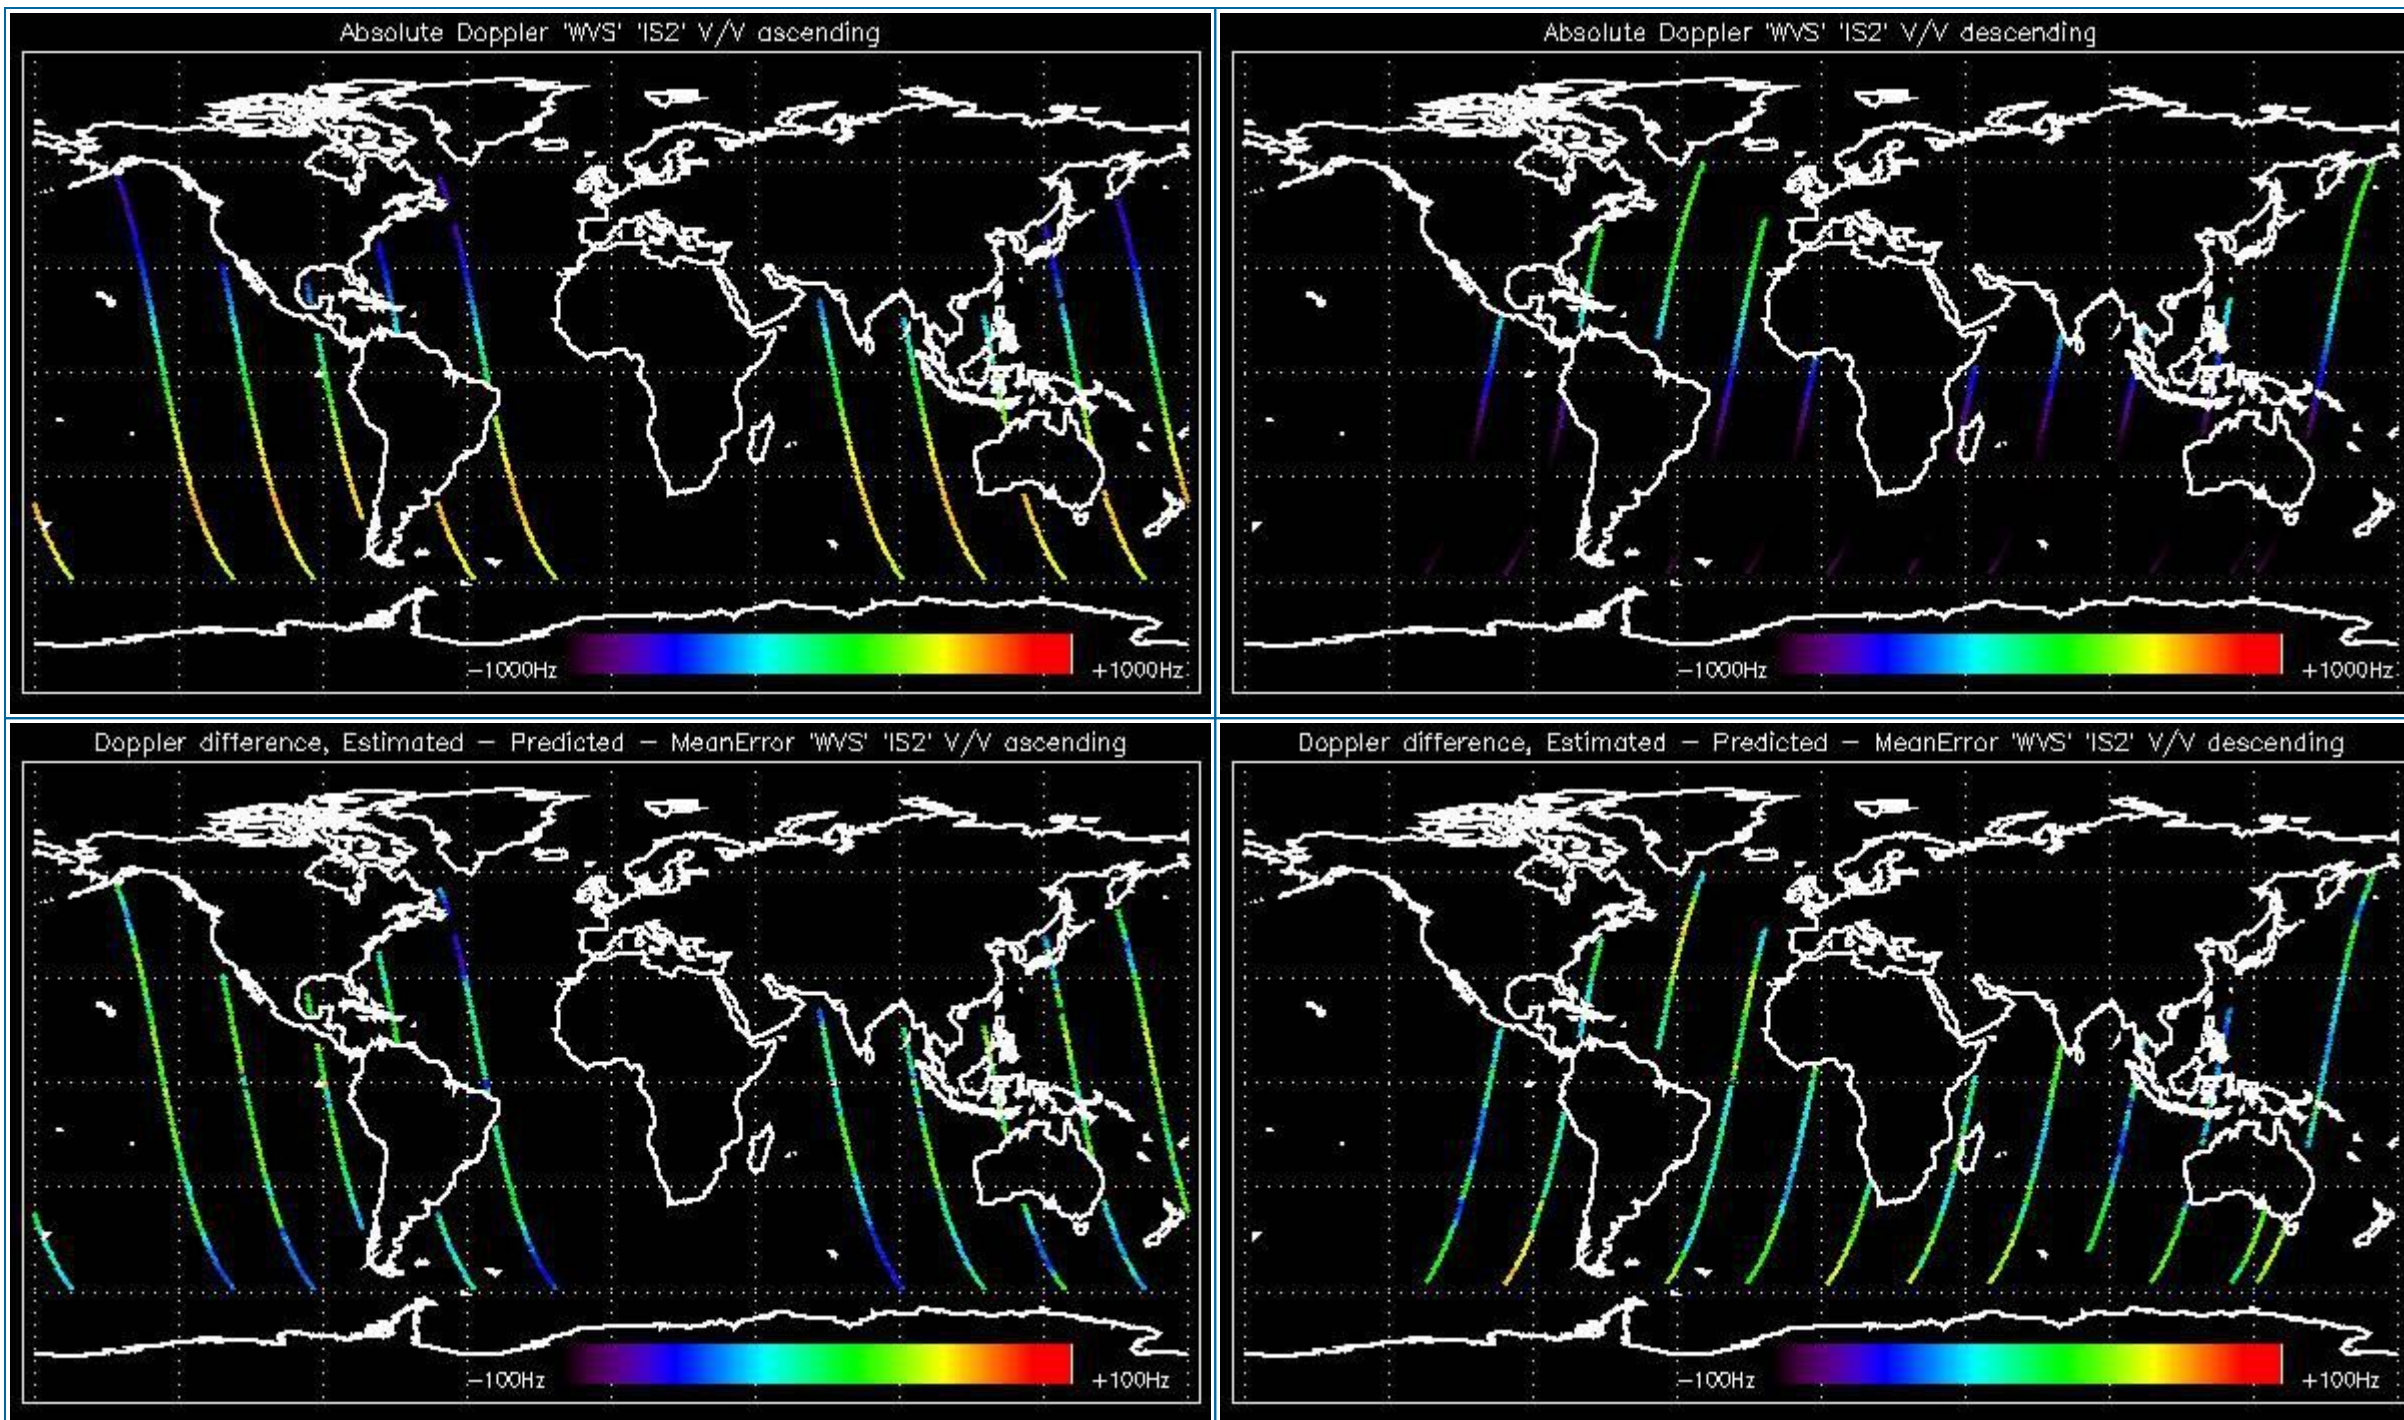 Absolute Doppler 'WVS' 'IS2' V/V ascending
−1000Hz
+1000Hz
Absolute Doppler 'WVS' 'IS2' V/V descending
−1000Hz
+1000Hz
Doppler difference, Estimated − Predicted − MeanError 'WVS' 'IS2' V/V ascending
−100Hz
+100Hz
Doppler difference, Estimated − Predicted − MeanError 'WVS' 'IS2' V/V descending
−100Hz
+100Hz